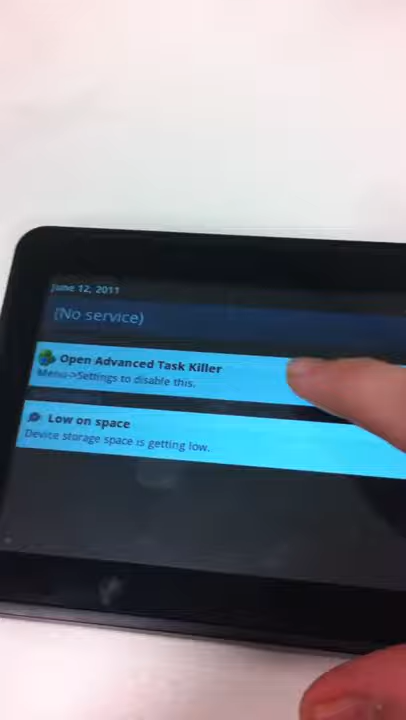 June 12, 2011
(No service)
Open Advanced Task Killer
Menu->Settings to disable this.
Low on space
Device storage space is getting low.